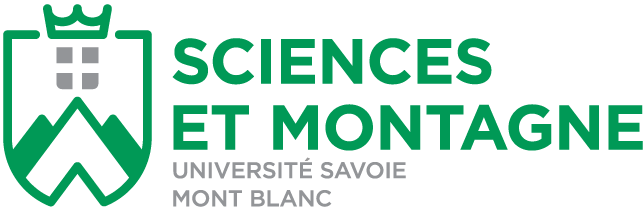 SCIENCES
ET MONTAGNE
UNIVERSITÉ SAVOIE
MONT BLANC